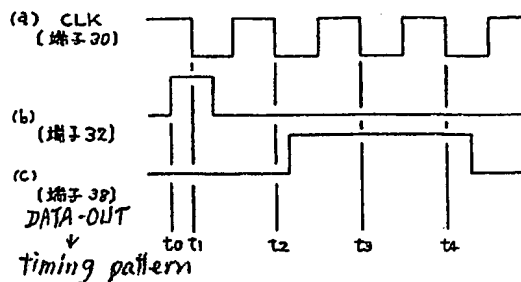 (a) CLK
(端子30)
(b)
(端子32)
(c)
(端子38)
DATA-OUT
↓
timing pattern
t0 t1 t2 t3 t4